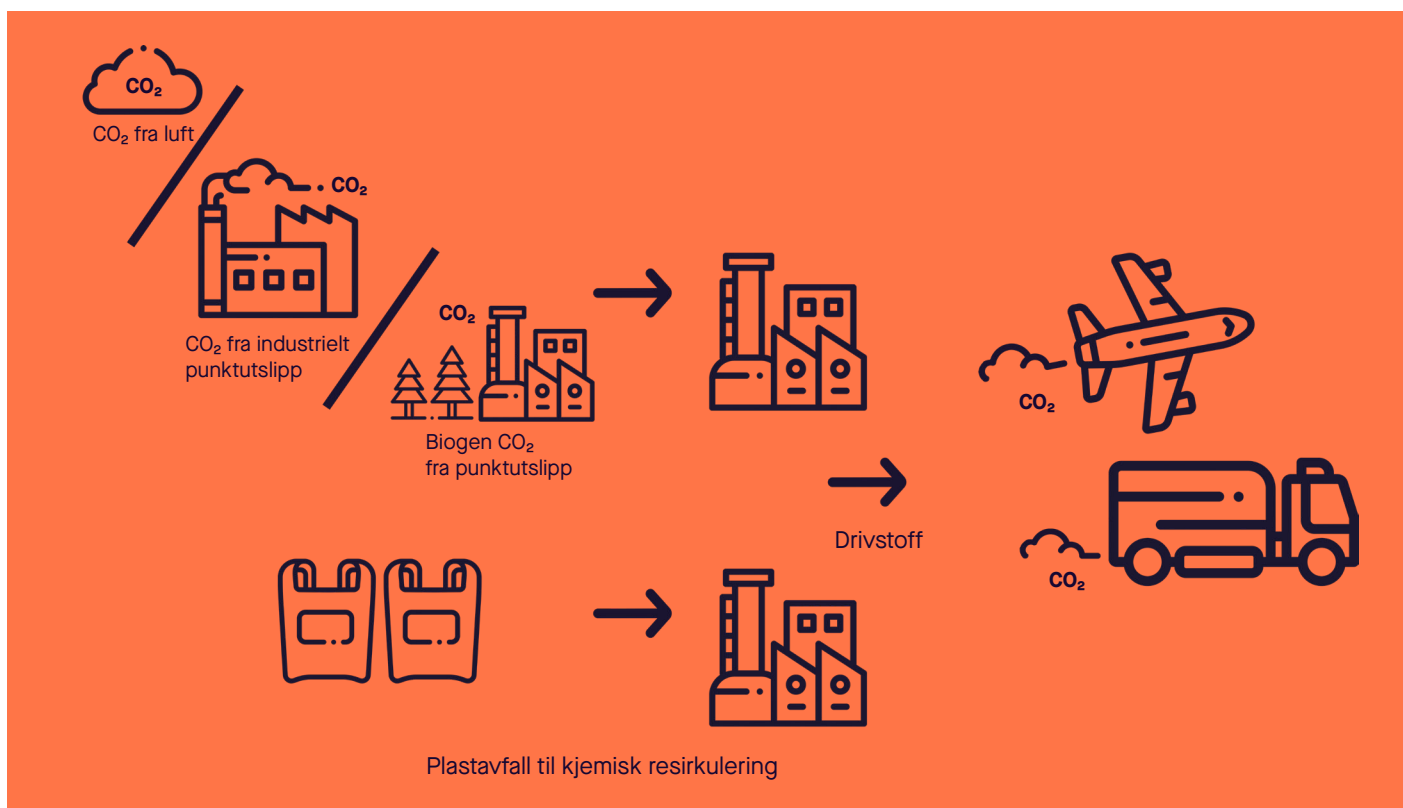 CO₂
CO₂ fra luft
CO₂
CO₂ fra industrielt
punktutslipp
CO₂
Biogen CO₂
fra punktutslipp
CO₂
Drivstoff
CO₂
Plastavfall til kjemisk resirkulering